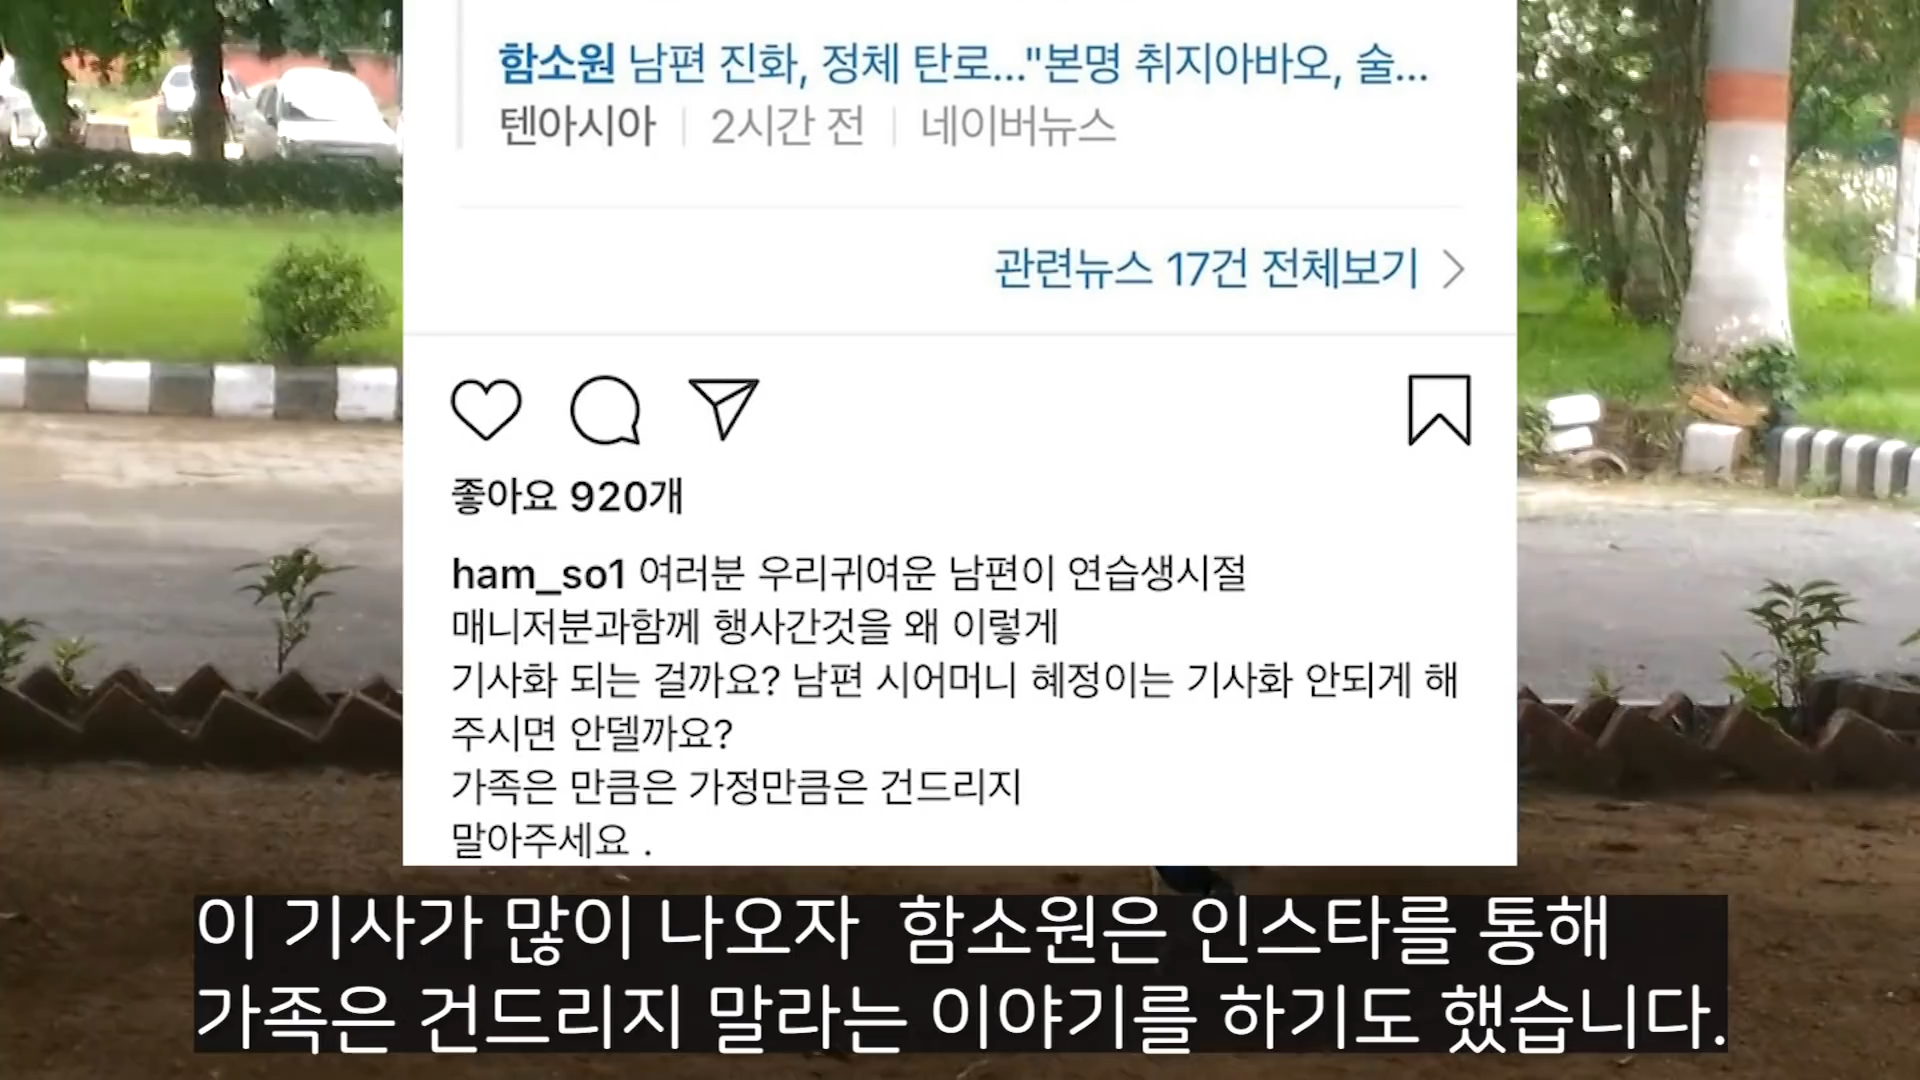 함소원 남편 진화, 정체 탄로..."본명 취지아바오, 술...
텐아시아 | 2시간 전 | 네이버뉴스
관련뉴스 17건 전체보기 >
좋아요 920개
ham_so1 여러분 우리귀여운 남편이 연습생시절
매니저분과함께 행사간것을 왜 이렇게
기사화 되는 걸까요? 남편 시어머니 혜정이는 기사화 안되게 해
주시면 안델까요?
가족은 만큼은 가정만큼은 건드리지
말아주세요 .
이 기사가 많이 나오자 함소원은 인스타를 통해
가족은 건드리지 말라는 이야기를 하기도 했습니다.